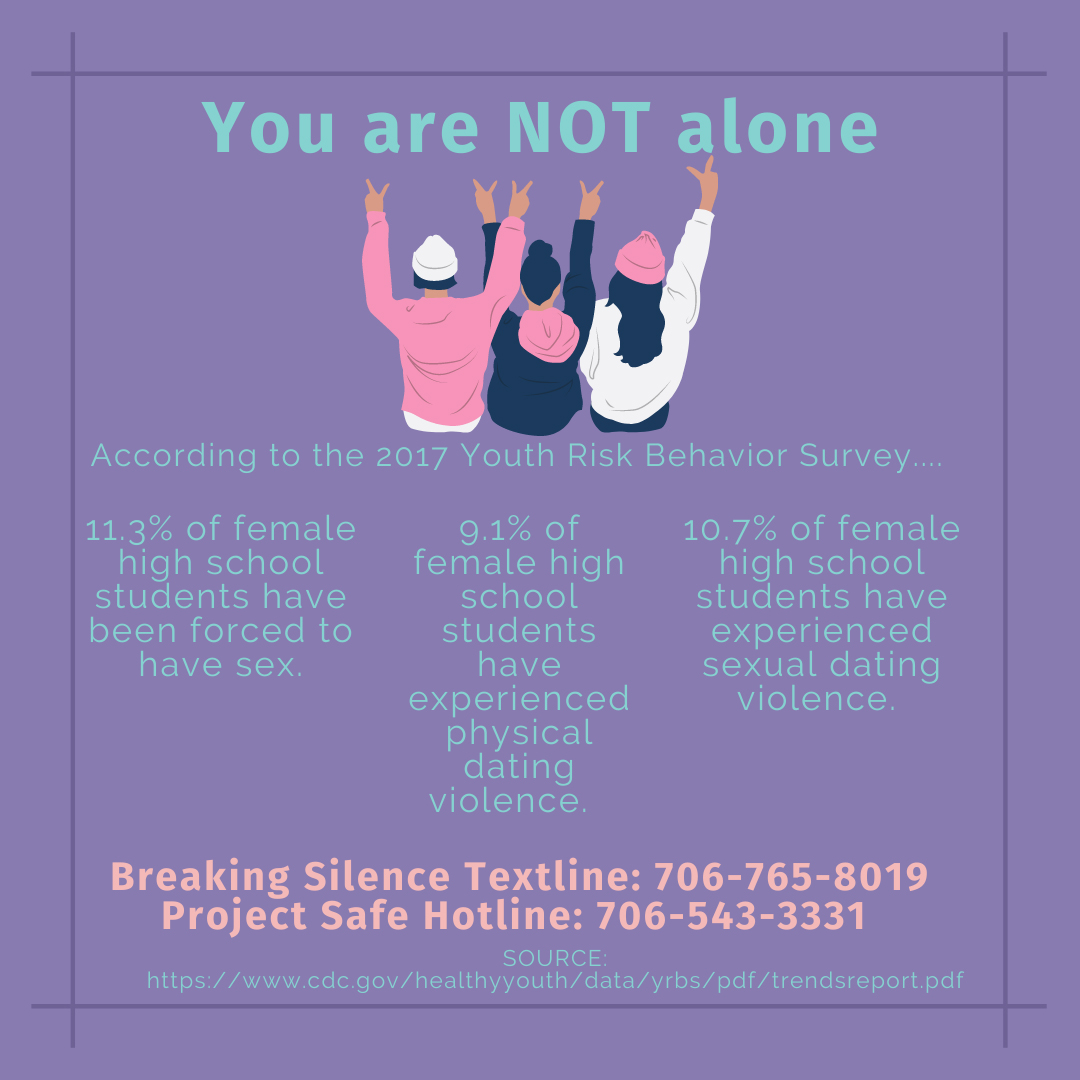 You are NOT alone
According to the 2017 Youth Risk Behavior Survey....
11.3% of female
high school
students have
been forced to
have sex.
9.1% of
female high
school
students
have
experienced
physical
dating
violence.
10.7% of female
high school
students have
experienced
sexual dating
violence.
Breaking Silence Textline: 706-765-8019
Project Safe Hotline: 706-543-3331
SOURCE:
https://www.cdc.gov/healthyyouth/data/yrbs/pdf/trendsreport.pdf